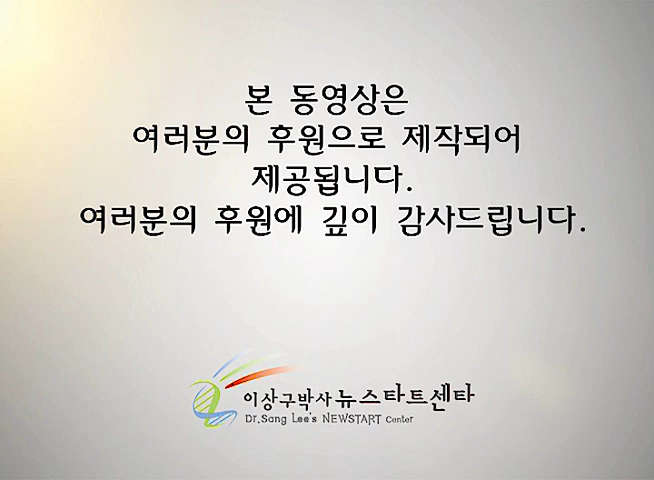 본 동영상은
여러분의 후원으로 제작되어
제공됩니다.
여러분의 후원에 깊이 감사드립니다.
이상구박사 뉴스타트센타
Dr.Sang Lee's NEWSTART Center